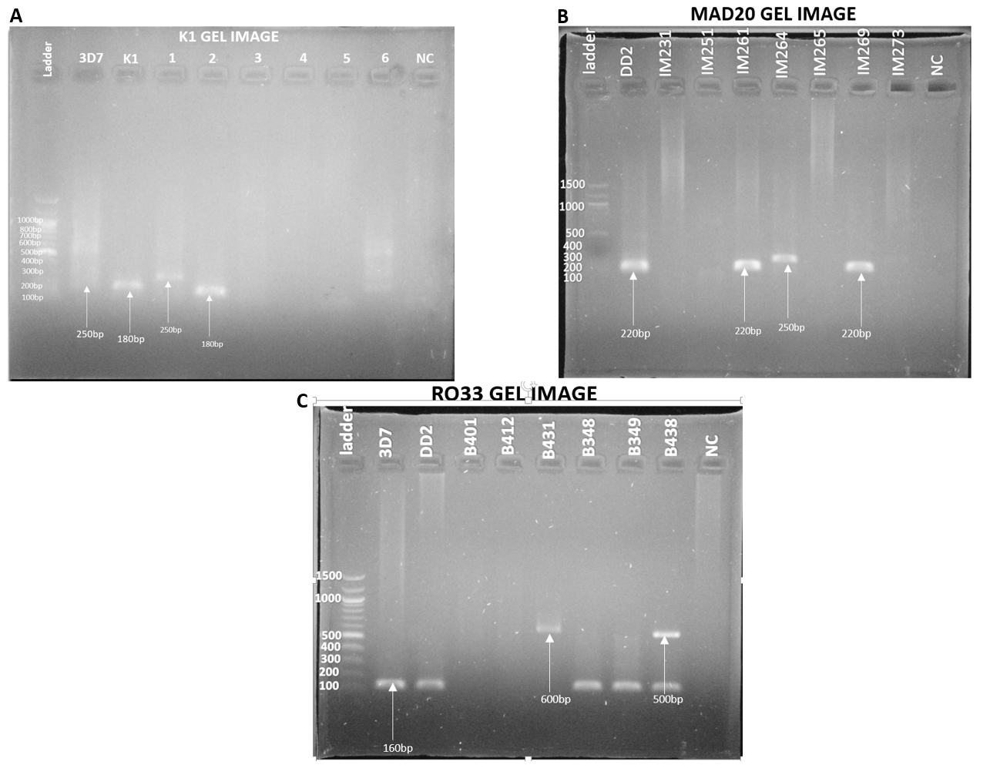 A
K1 GEL IMAGE
Ladder
3D7
K1
1
2
3
4
5
6
NC
1000bp
800bp
700bp
600bp
500bp
400bp
300bp
200bp
100bp
250bp
180bp
250bp
180bp
B
MAD20 GEL IMAGE
ladder
DD2
IM231
IM251
IM261
IM264
IM265
IM269
IM273
NC
1500
1000
500
400
300
200
100
220bp
220bp
250bp
220bp
C
RO33 GEL IMAGE
ladder
3D7
DD2
B401
B412
B431
B348
B349
B438
NC
1500
1000
500
400
300
200
100
600bp
500bp
160bp